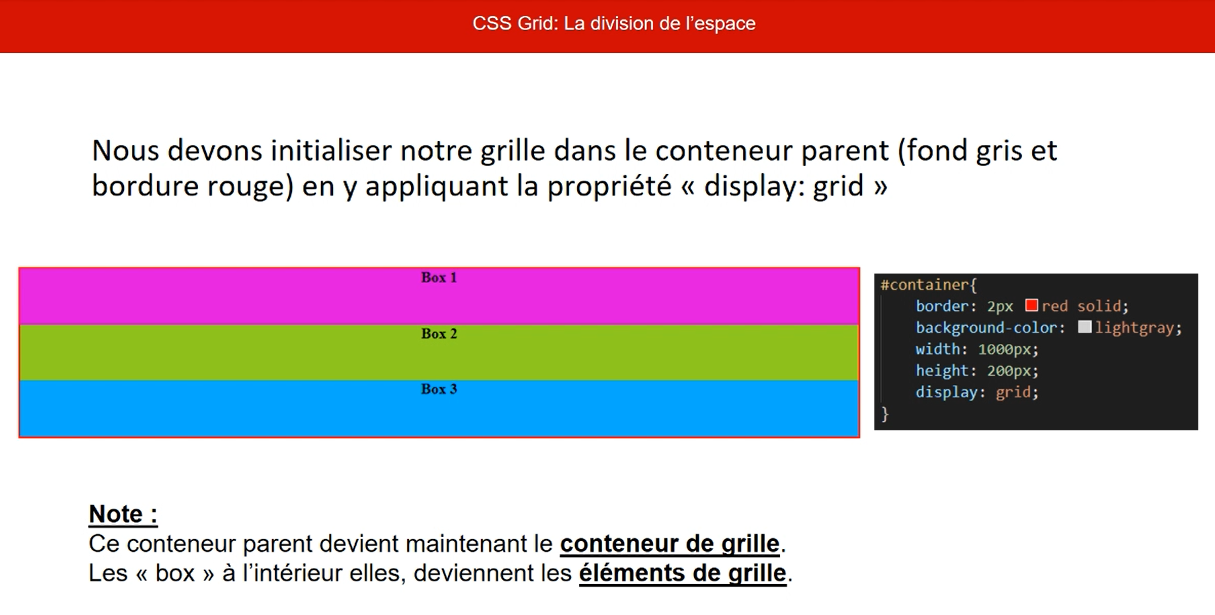 CSS Grid: La division de l’espace
Nous devons initialiser notre grille dans le conteneur parent (fond gris et
bordure rouge) en y appliquant la propriété « display: grid »
Box 1
Box 2
Box 3
#container{
border: 2px red solid;
background-color: lightgray;
width: 1000px;
height: 200px;
display: grid;
}
Note :
Ce conteneur parent devient maintenant le conteneur de grille.
Les « box » à l’intérieur elles, deviennent les éléments de grille.